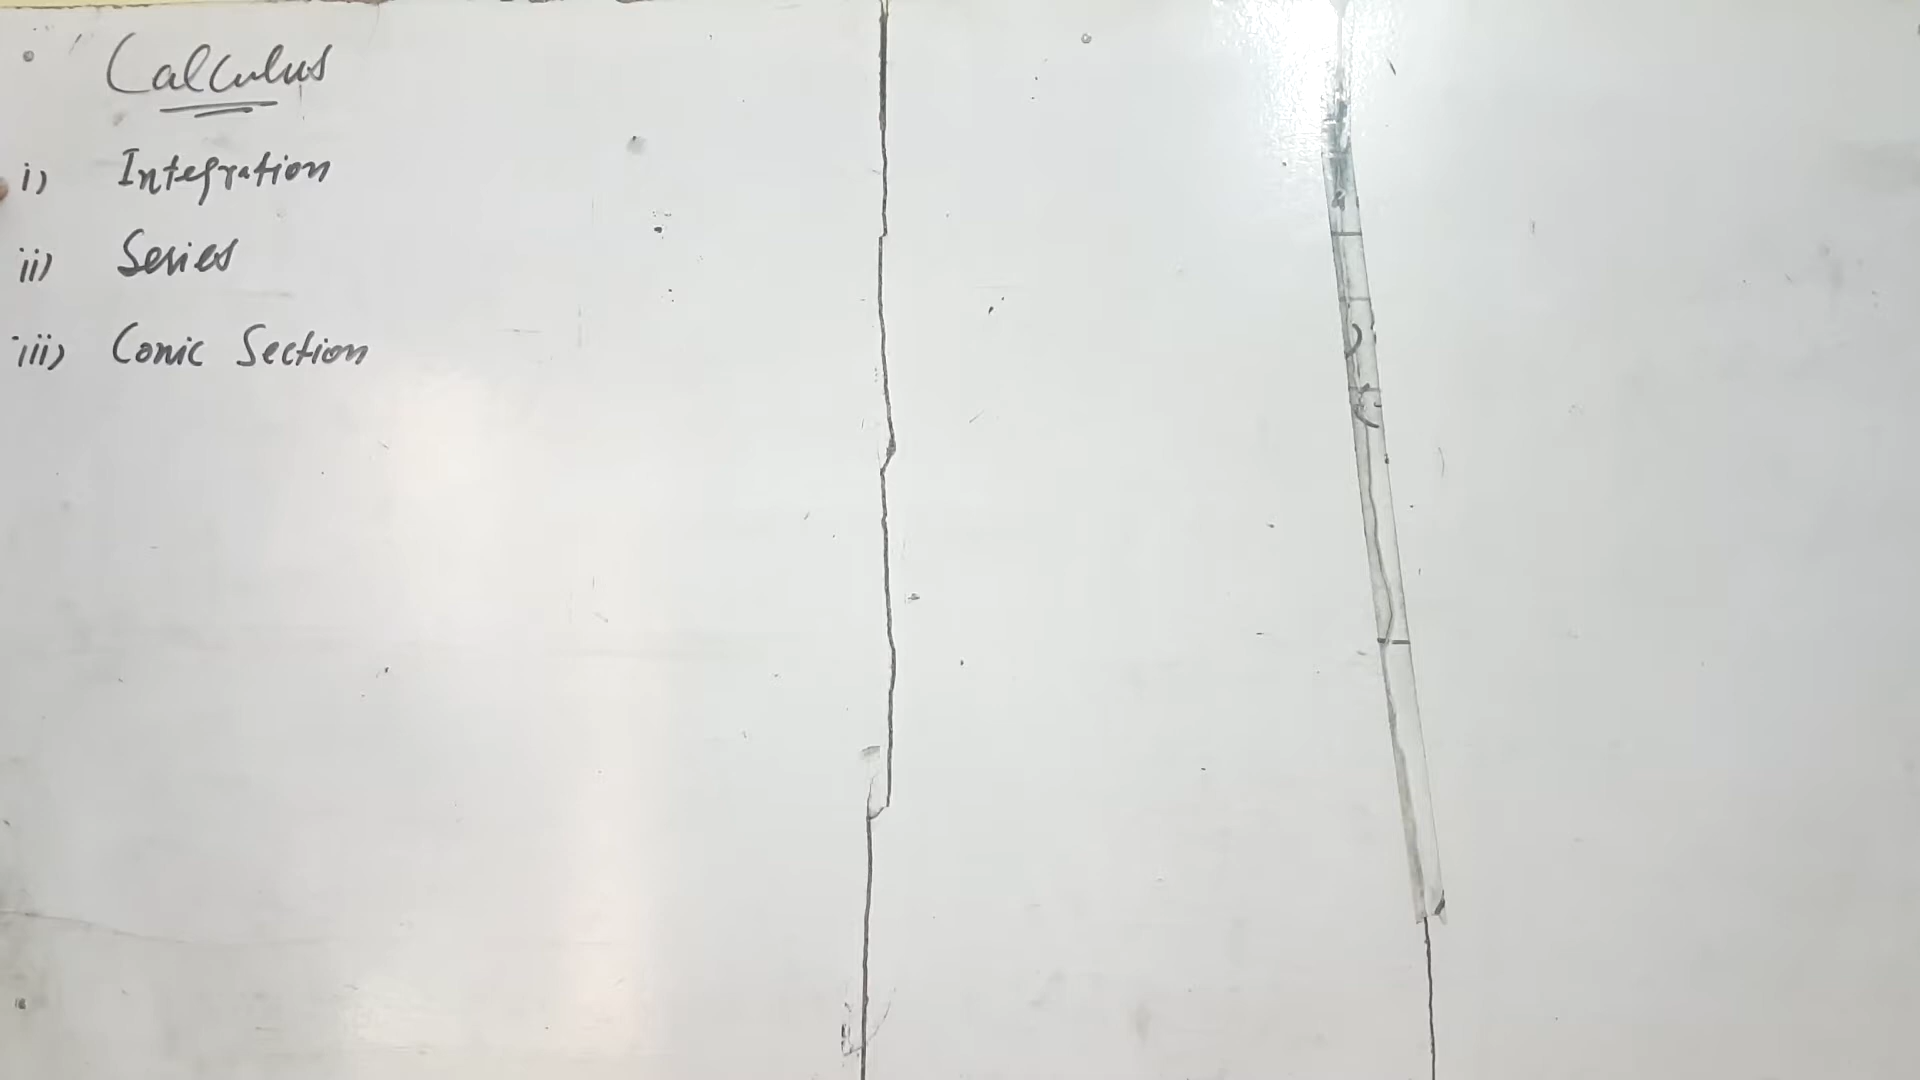 Calculus
i) Integration
ii) Series
iii) Conic Section